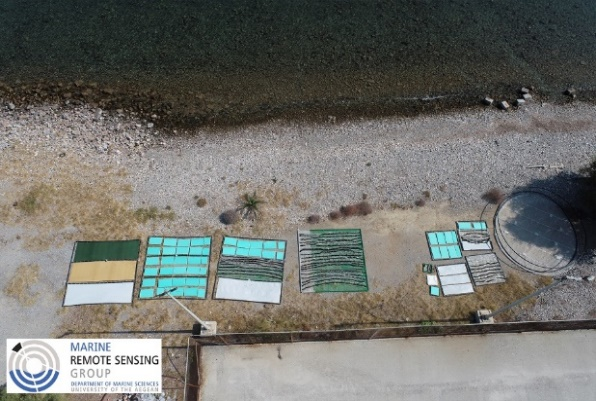 MARINE
REMOTE SENSING
GROUP
DEPARTMENT OF MARINE SCIENCES
UNIVERSITY OF THE AEGEAN